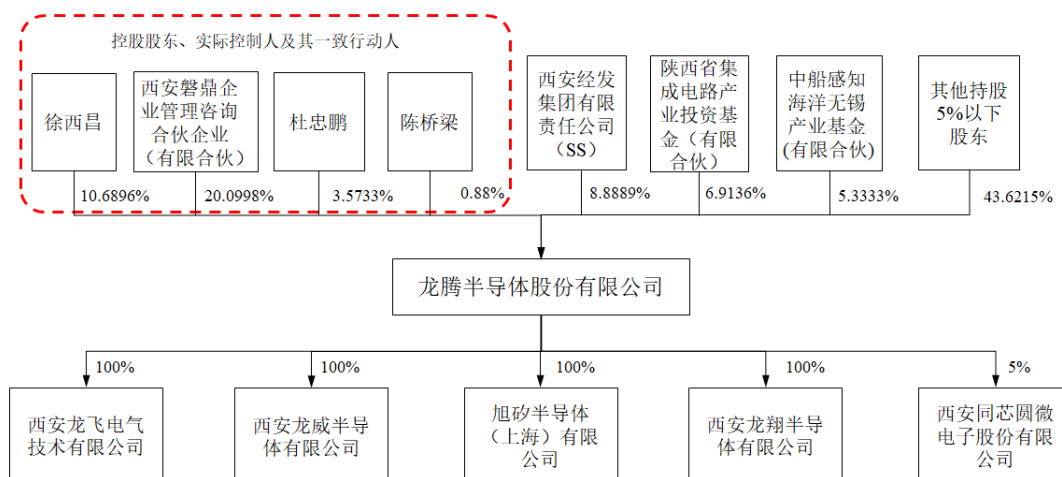 控股股东、实际控制人及其一致行动人
徐西昌
西安磐鼎企
业管理咨询
合伙企业
（有限合伙）
杜忠鹏
陈桥梁
西安经发
集团有限
责任公司
（SS）
陕西省集
成电路产
业投资基
金（有限
合伙）
中船感知
海洋无锡
产业基金
(有限合伙)
其他持股
5%以下
股东
10.6896%
20.0998%
3.5733%
0.88%
8.8889%
6.9136%
5.3333%
43.6215%
龙腾半导体股份有限公司
100%
100%
100%
100%
5%
西安龙飞电气
技术有限公司
西安龙威半导
体有限公司
旭矽半导体
（上海）有限
公司
西安龙翔半导
体有限公司
西安同芯圆微
电子股份有限
公司